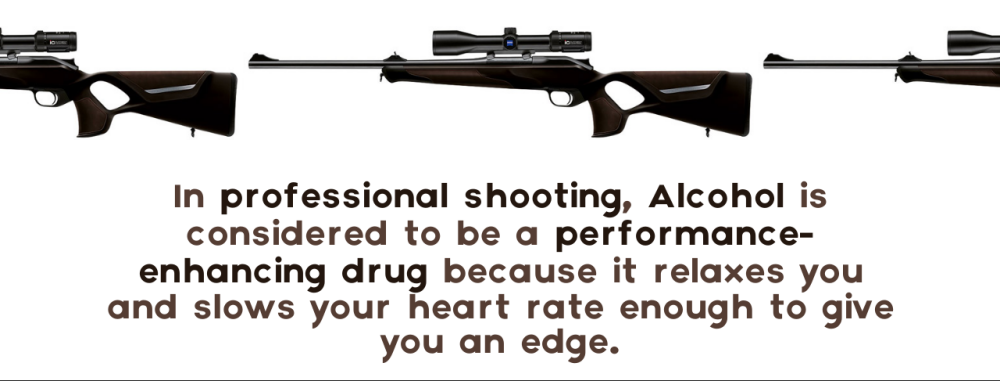 In professional shooting, Alcohol is
considered to be a performance-
enhancing drug because it relaxes you
and slows your heart rate enough to give
you an edge.